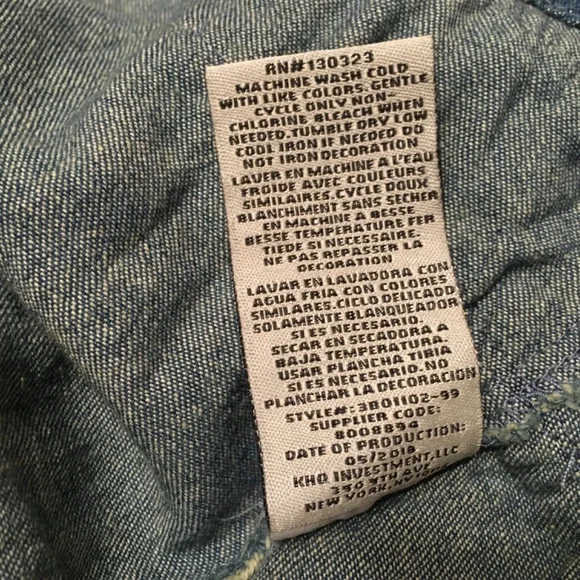 RN#130323
MACHINE WASH COLD
WITH LIKE COLORS.GENTLE
CYCLE ONLY NON-
CHLORINE BLEACH WHEN
NEEDED.TUMBLE DRY LOW
COOL IRON IF NEEDED DO
NOT IRON DECORATION
LAVER EN MACHINE A L'EAU
FROIDE AVEC COULEURS
SIMILAIRES.CYCLE DOUX
BLANCHIMENT SANS SECHER
EN MACHINE A BESSE
BESSE TEMPERATURE FER
TIEDE SI NECESSAIRE.
NE PAS REPASSER LA
DECORATION
LAVAR EN LAVADORA CON
AGUA FRIA CON COLORES
SIMILARES.CICLO DELICADO
SOLAMENTE BLANQUEADOR
SI ES NECESARIO.
SECAR EN SECADORA A
BAJA TEMPERATURA.
USAR PLANCHA TIBIA
SI ES NECESARIO.NO
PLANCHAR LA DECORACION
STYLE#:3B01102-99
SUPPLIER CODE:
8008894
DATE OF PRODUCTION:
05/2018
KHQ INVESTMENT,LLC
AVE
NEW YORK,